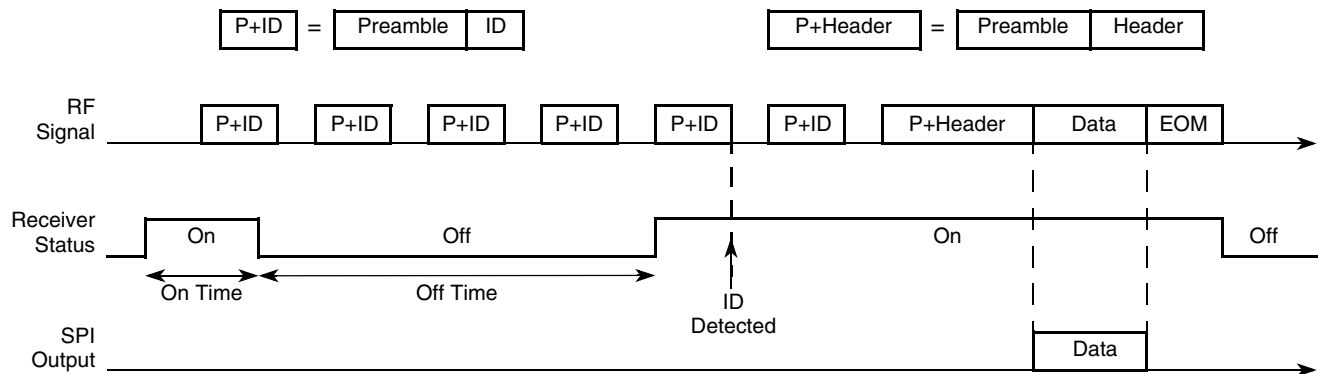 P+ID = Preamble ID
P+Header = Preamble Header
RF Signal
P+ID P+ID P+ID P+ID P+ID P+ID P+Header Data EOM
Receiver Status
On Off On Off
On Time Off Time
ID Detected
SPI Output
Data